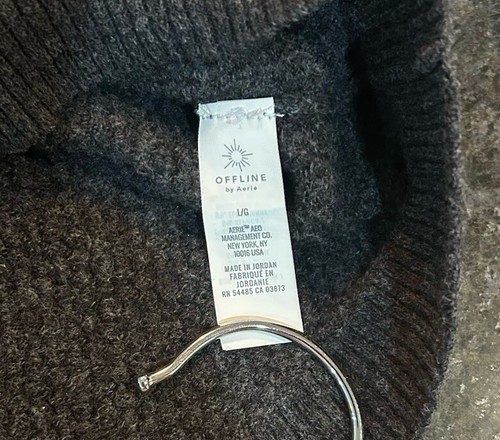 OFFLINE
by Aerie
L/G
AERIE™ AEO
MANAGEMENT CO.
NEW YORK, NY
10016 USA
MADE IN JORDAN
FABRIQUÉ EN
JORDANIE
RN 54485 CA 03873